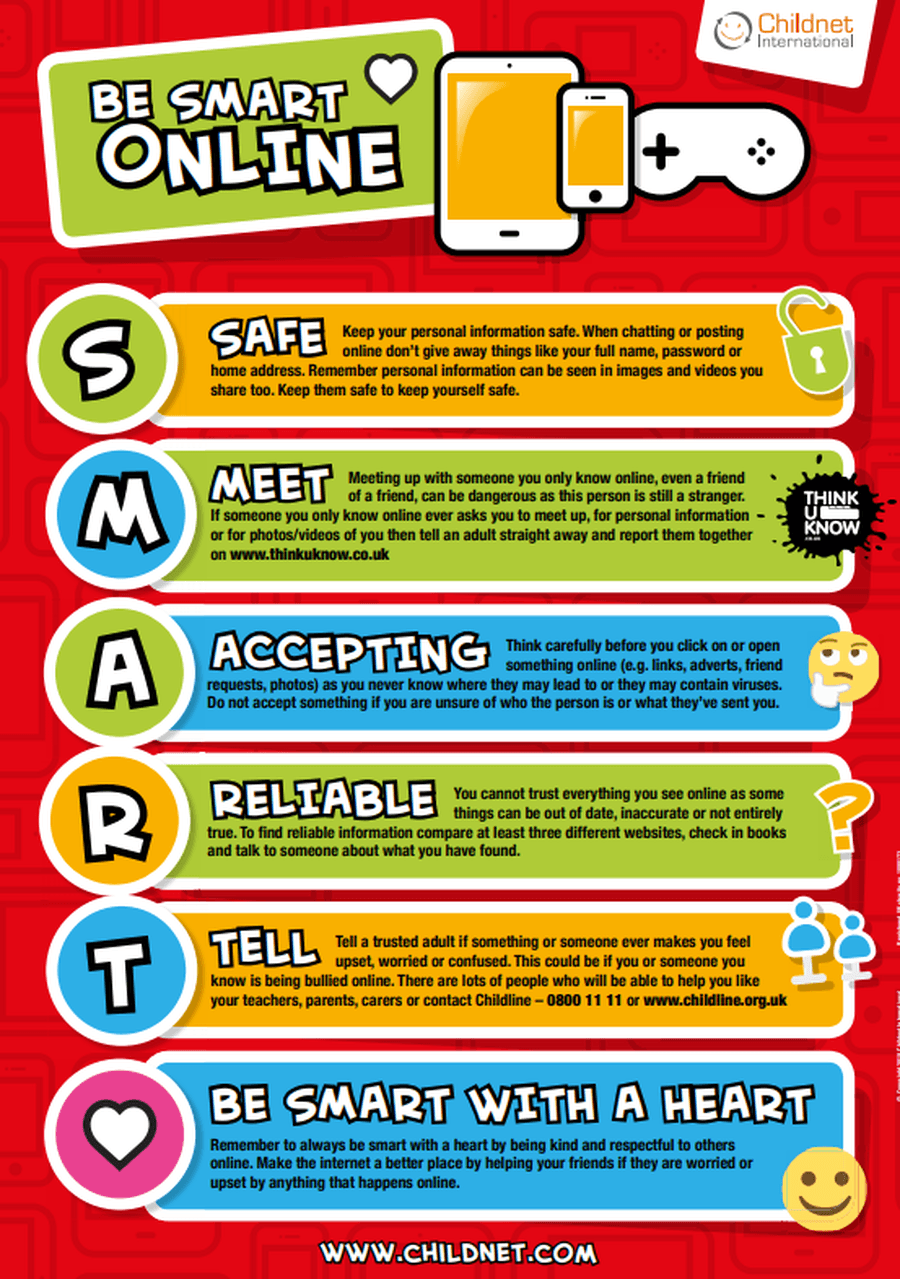 Childnet
International
BE SMART
ONLINE
S
SAFE
Keep your personal information safe. When chatting or posting
online don't give away things like your full name, password or
home address. Remember personal information can be seen in images and videos you
share too. Keep them safe to keep yourself safe.
M
MEET
Meeting up with someone you only know online, even a friend
of a friend, can be dangerous as this person is still a stranger.
If someone you only know online ever asks you to meet up, for personal information
or for photos/videos of you then tell an adult straight away and report them together
on www.thinkuknow.co.uk
THINK
U
KNOW
.co.uk
A
ACCEPTING
Think carefully before you click on or open
something online (e.g. links, adverts, friend
requests, photos) as you never know where they may lead to or they may contain viruses.
Do not accept something if you are unsure of who the person is or what they've sent you.
R
RELIABLE
You cannot trust everything you see online as some
things can be out of date, inaccurate or not entirely
true. To find reliable information compare at least three different websites, check in books
and talk to someone about what you have found.
?
T
TELL
Tell a trusted adult if something or someone ever makes you feel
upset, worried or confused. This could be if you or someone you
know is being bullied online. There are lots of people who will be able to help you like
your teachers, parents, carers or contact Childline – 0800 11 11 or www.childline.org.uk
BE SMART WITH A HEART
Remember to always be smart with a heart by being kind and respectful to others
online. Make the internet a better place by helping your friends if they are worried or
upset by anything that happens online.
WWW.CHILDNET.COM